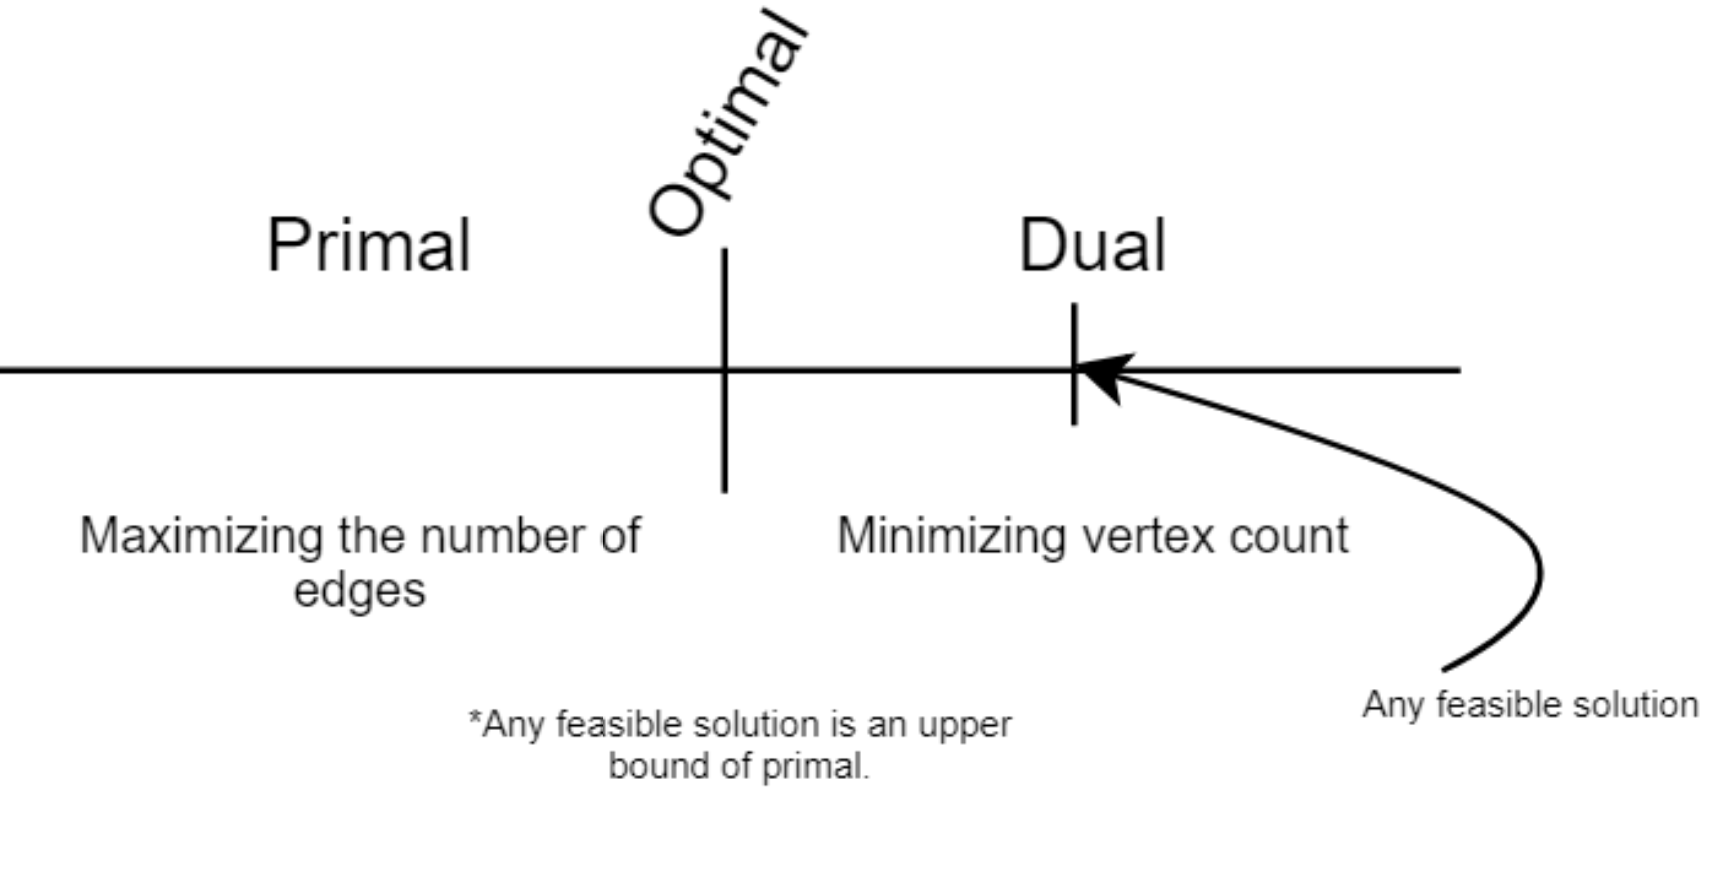 Optimal
Primal
Dual
Maximizing the number of
edges
Minimizing vertex count
Any feasible solution
*Any feasible solution is an upper
bound of primal.